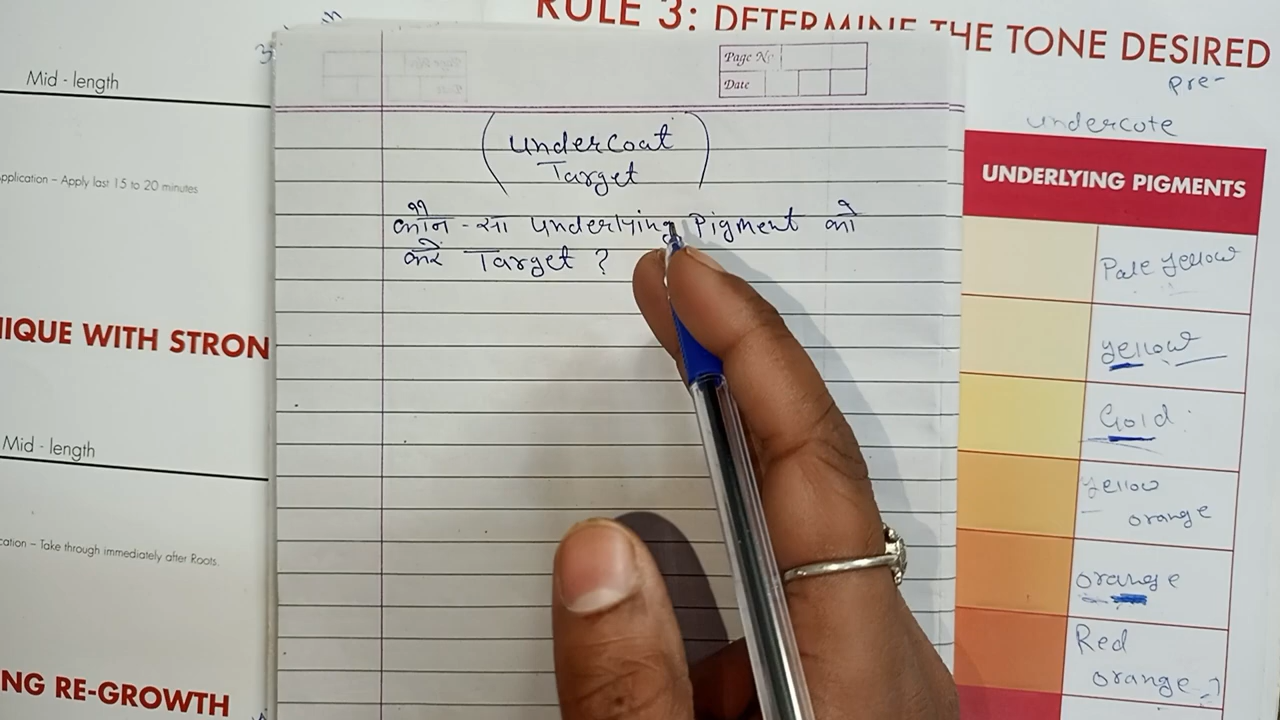 RULE 3: DETERMINE THE TONE DESIRED
Mid - length
pre-
undercote
Application – Apply last 15 to 20 minutes
Page No
Date
(undercoat
Target)
कौन - सा underlying Pigment को
करे Target ?
UNDERLYING PIGMENTS
Pale yellow
yellow
Gold
yellow
orange
orange
Red
orange
NIQUE WITH STRON
Mid - length
cation – Take through immediately after Roots.
NG RE-GROWTH